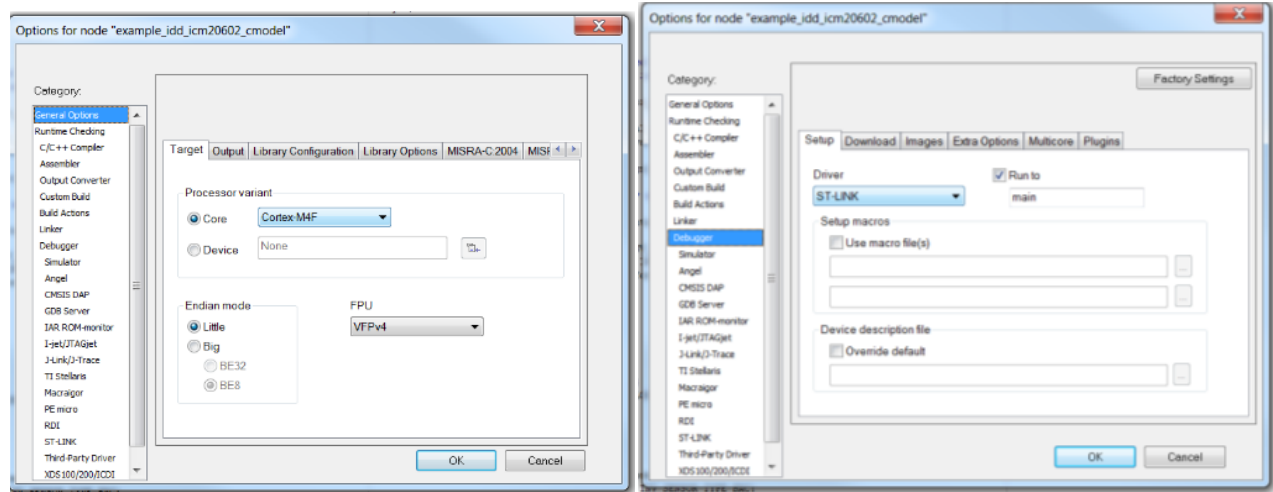 Options for node "example_idd_icm20602_cmodel"
Category:
General Options
Runtime Checking
C/C++ Compiler
Assembler
Output Converter
Custom Build
Build Actions
Linker
Debugger
Simulator
Angel
CMSIS DAP
GDB Server
IAR ROM-monitor
I-jet/JTAGjet
J-Link/J-Trace
TI Stellaris
Macraigor
PE micro
RDI
ST-LINK
Third-Party Driver
XDS100/200/ICDI
Target Output Library Configuration Library Options MISRA-C:2004
Processor variant
Core Cortex-M4F
Device None
Endian mode
Little
Big
BE32
BE8
FPU
VFPv4
OK Cancel
Options for node "example_idd_icm20602_cmodel"
Category:
Factory Settings
General Options
Runtime Checking
C/C++ Compiler
Assembler
Output Converter
Custom Build
Build Actions
Linker
Debugger
Simulator
Angel
CMSIS DAP
GDB Server
IAR ROM-monitor
I-jet/JTAGjet
J-Link/J-Trace
TI Stellaris
Macraigor
PE micro
RDI
ST-LINK
Third-Party Driver
XDS100/200/ICDI
Setup Download Images Extra Options Multicore Plugins
Driver
ST-LINK
Run to
main
Setup macros
Use macro file(s)
...
...
Device description file
Override default
...
OK Cancel